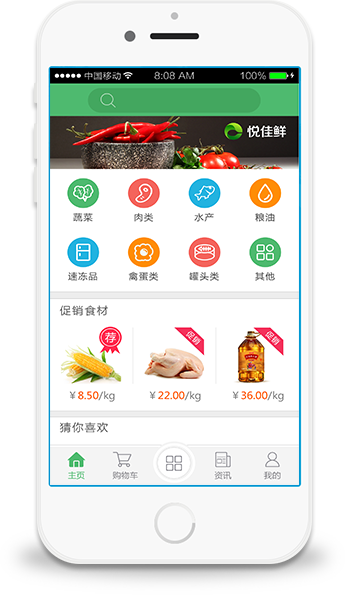 中国移动 8:08 AM 100%
悦佳鲜
蔬菜 肉类 水产 粮油
速冻品 禽蛋类 罐头类 其他
促销食材
荐 促销 促销
¥8.50/kg ¥22.00/kg ¥36.00/kg
猜你喜欢
主页 购物车 资讯 我的